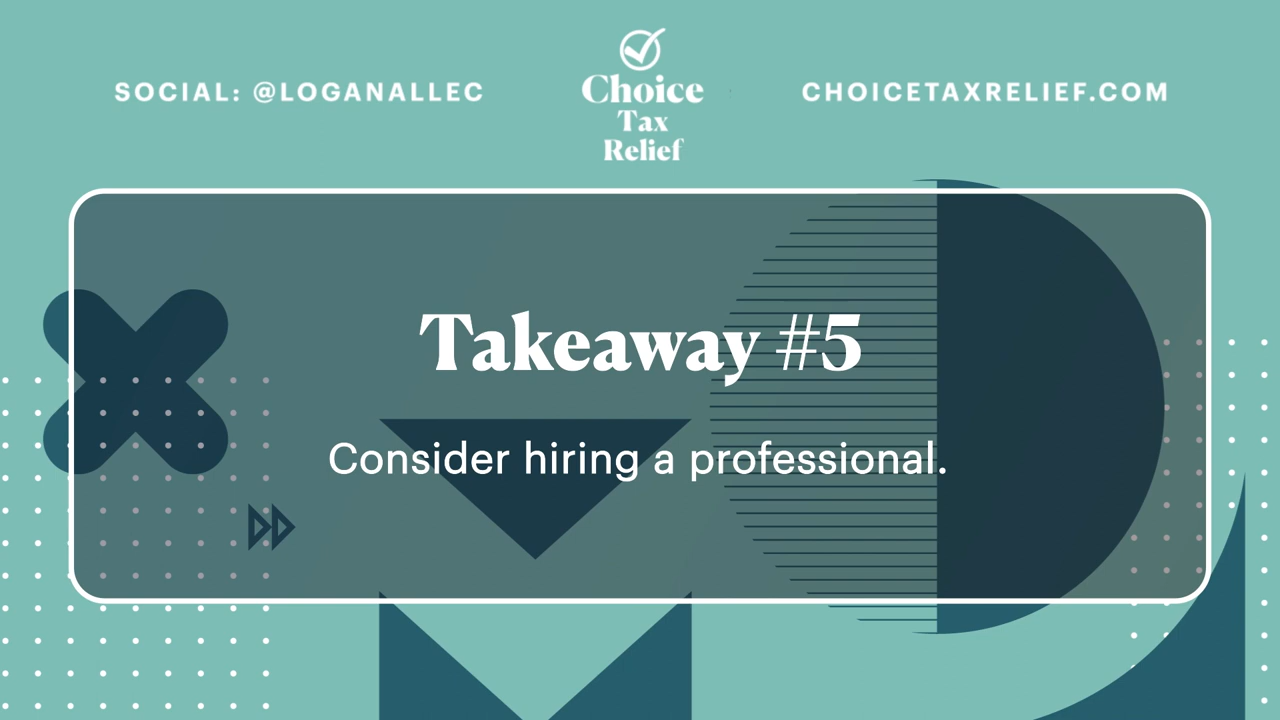 SOCIAL: @LOGANALLEC
Choice
Tax
Relief
CHOICETAXRELIEF.COM
Takeaway #5
Consider hiring a professional.